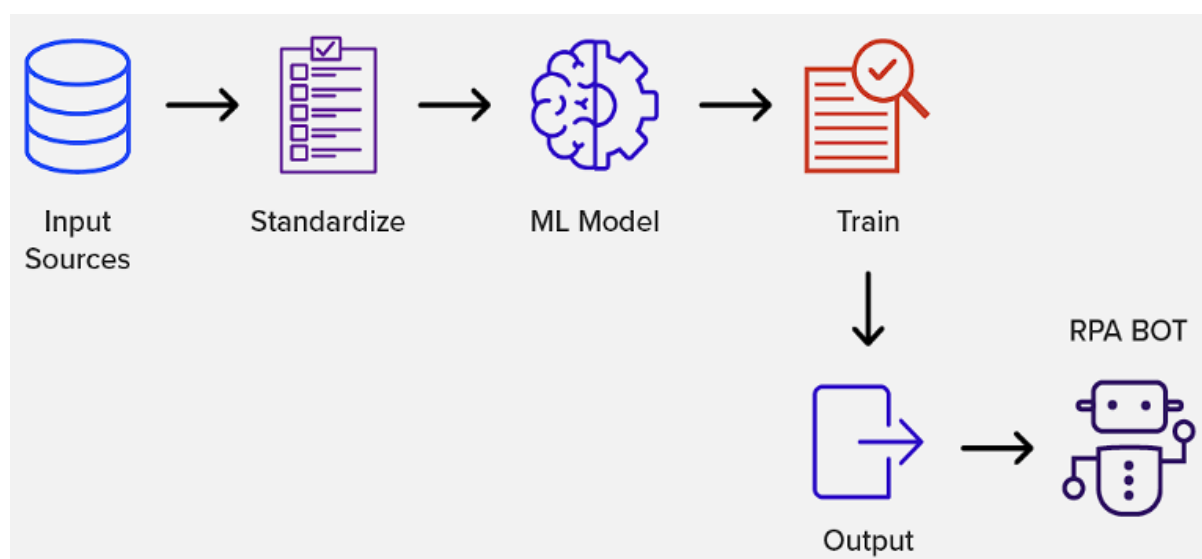 Input
Sources
Standardize
ML Model
Train
RPA BOT
Output